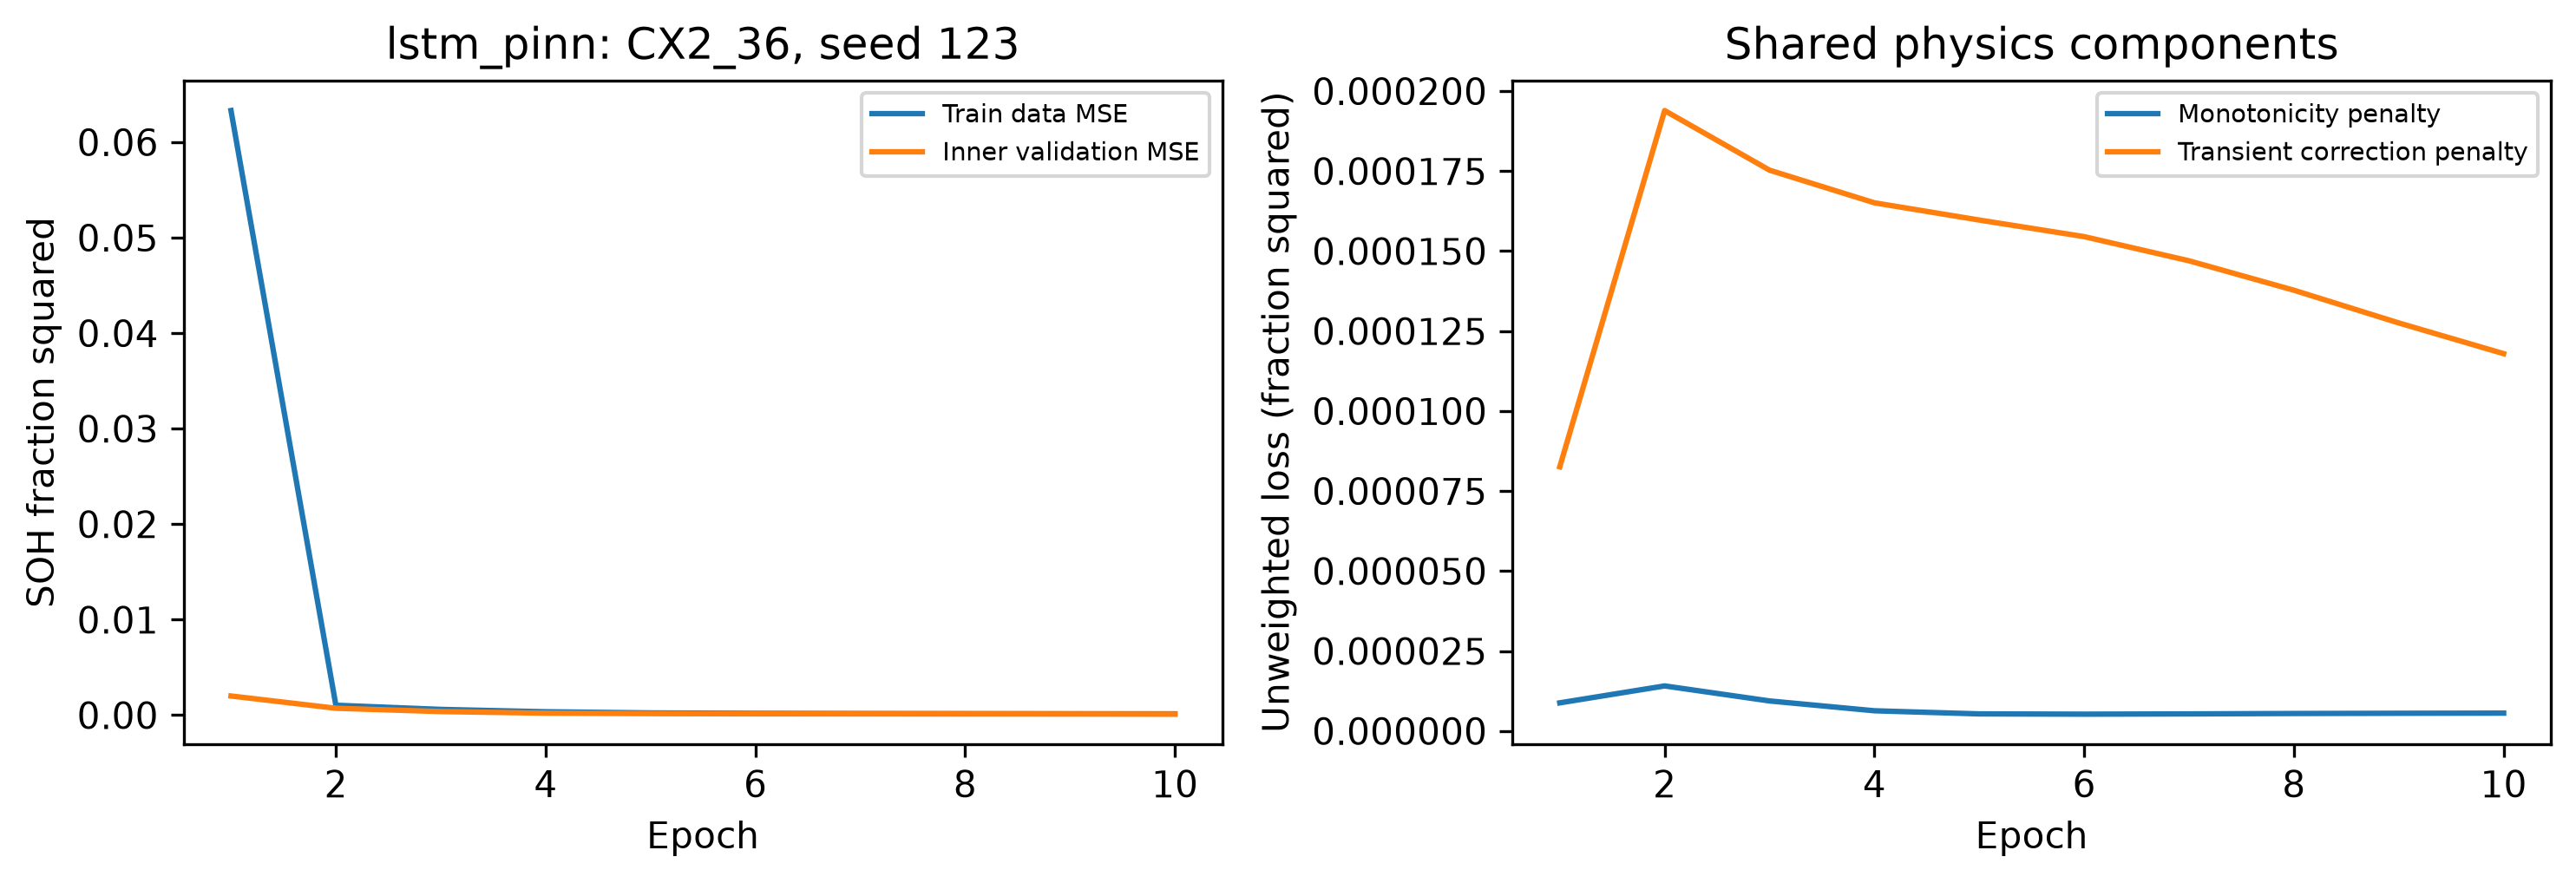 lstm_pinn: CX2_36, seed 123
SOH fraction squared
0.06
0.05
0.04
0.03
0.02
0.01
0.00
Train data MSE
Inner validation MSE
2 4 6 8 10
Epoch
Shared physics components
Unweighted loss (fraction squared)
0.000200
0.000175
0.000150
0.000125
0.000100
0.000075
0.000050
0.000025
0.000000
Monotonicity penalty
Transient correction penalty
2 4 6 8 10
Epoch